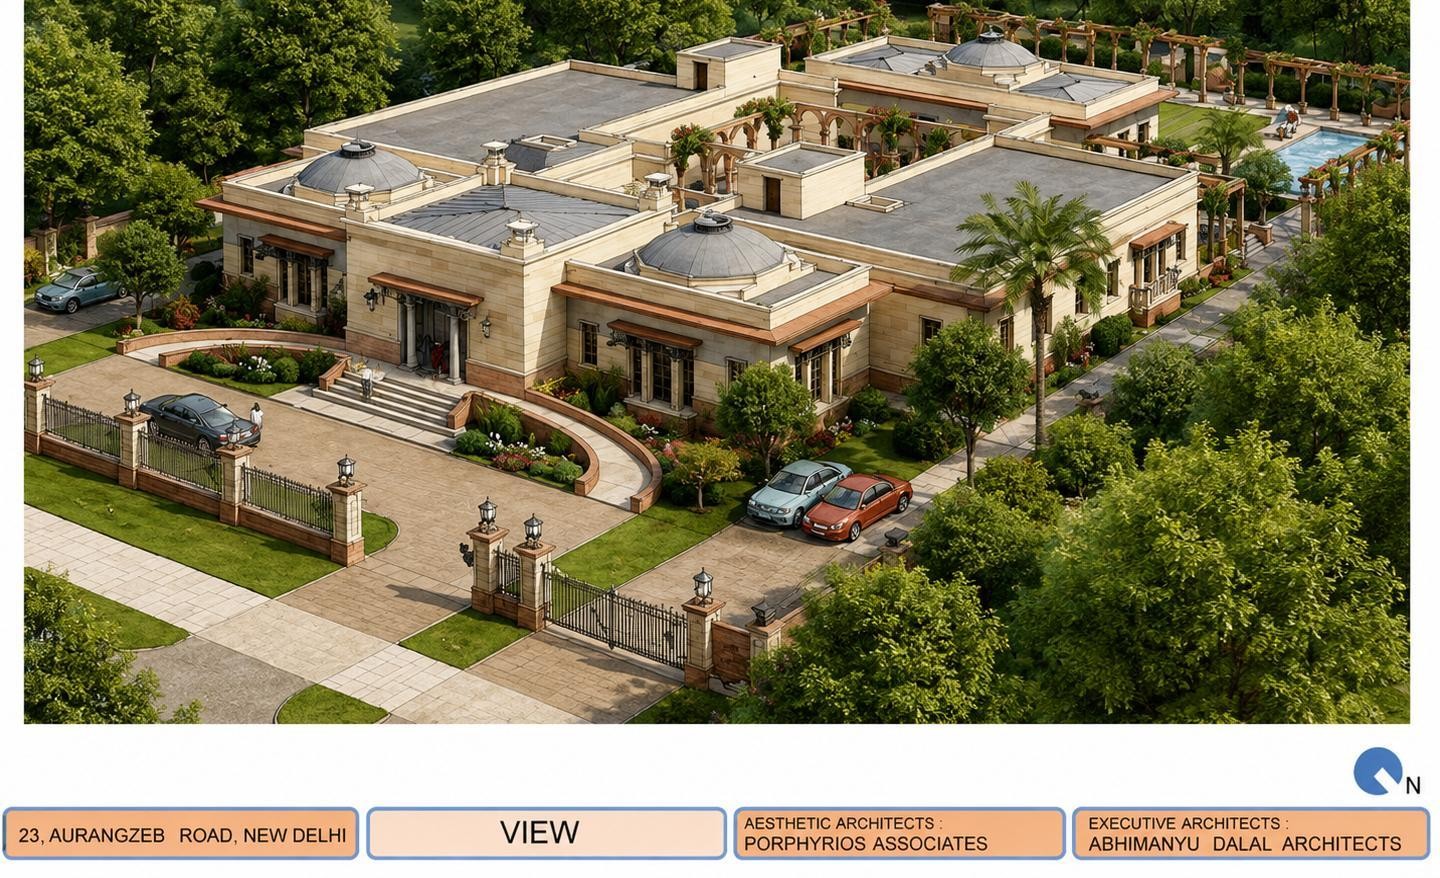 N
23, AURANGZEB ROAD, NEW DELHI
VIEW
AESTHETIC ARCHITECTS :
PORPHYRIOS ASSOCIATES
EXECUTIVE ARCHITECTS :
ABHIMANYU DALAL ARCHITECTS